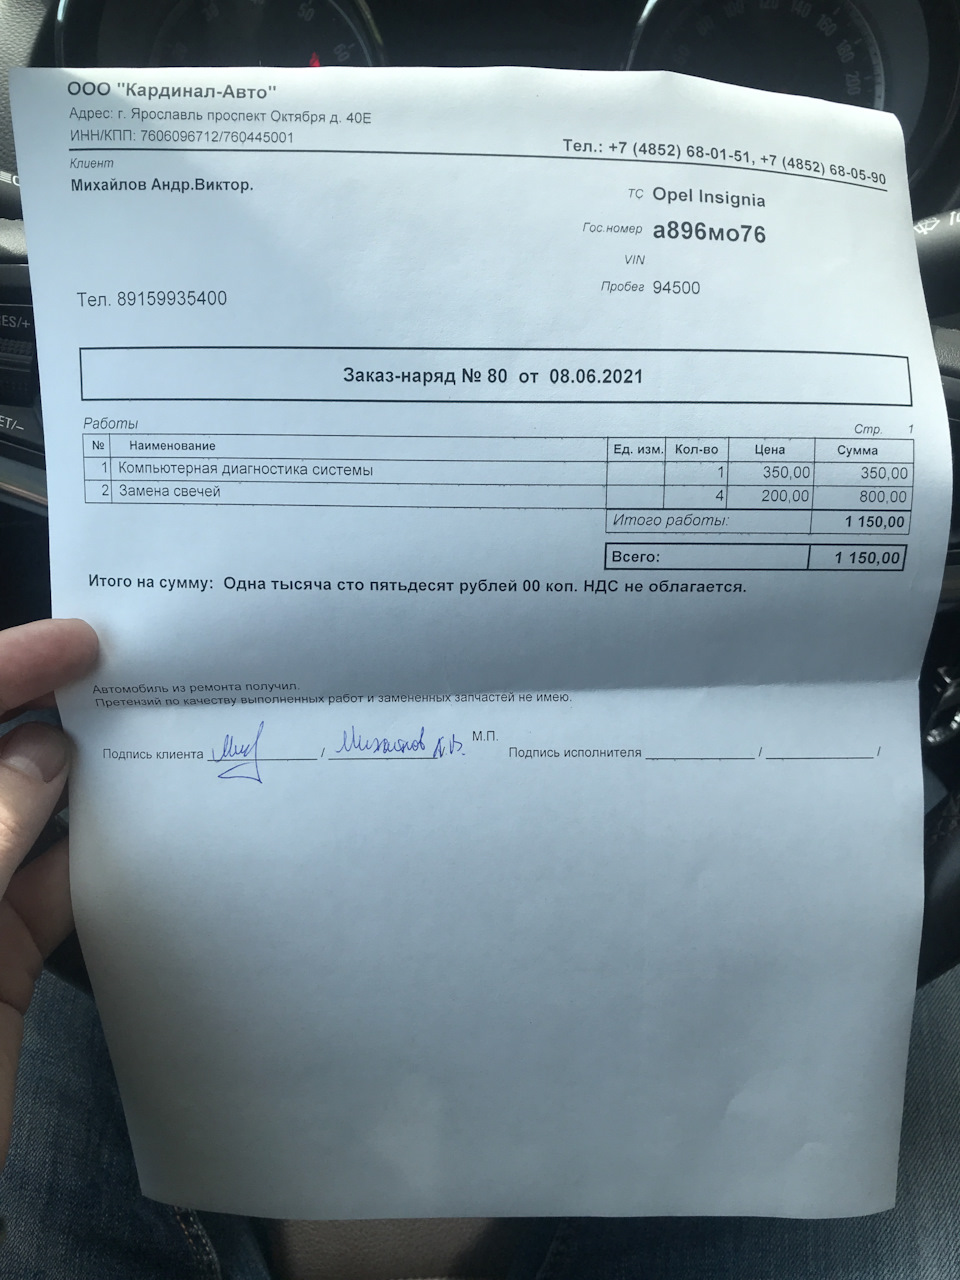 ООО "Кардинал-Авто"
Адрес: г. Ярославль проспект Октября д. 40Е
ИНН/КПП: 7606096712/760445001
Тел.: +7 (4852) 68-01-51, +7 (4852) 68-05-90
Клиент
Михайлов Андр.Виктор.
ТС Opel Insignia
Гос.номер а896мо76
VIN
Пробег 94500
Тел. 89159935400
Заказ-наряд № 80 от 08.06.2021
Работы
Стр. 1
№ Наименование Ед. изм. Кол-во Цена Сумма
1 Компьютерная диагностика системы 1 350,00 350,00
2 Замена свечей 4 200,00 800,00
Итого работы: 1 150,00
Всего: 1 150,00
Итого на сумму: Одна тысяча сто пятьдесят рублей 00 коп. НДС не облагается.
Автомобиль из ремонта получил.
Претензий по качеству выполненных работ и замененных запчастей не имею.
М.П.
Подпись клиента / Михайлов А.В. Подпись исполнителя / /